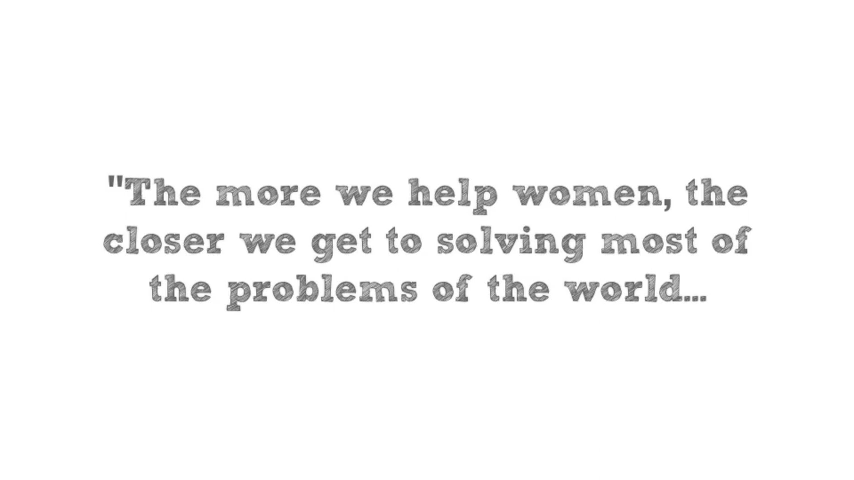 "The more we help women, the
closer we get to solving most of
the problems of the world...